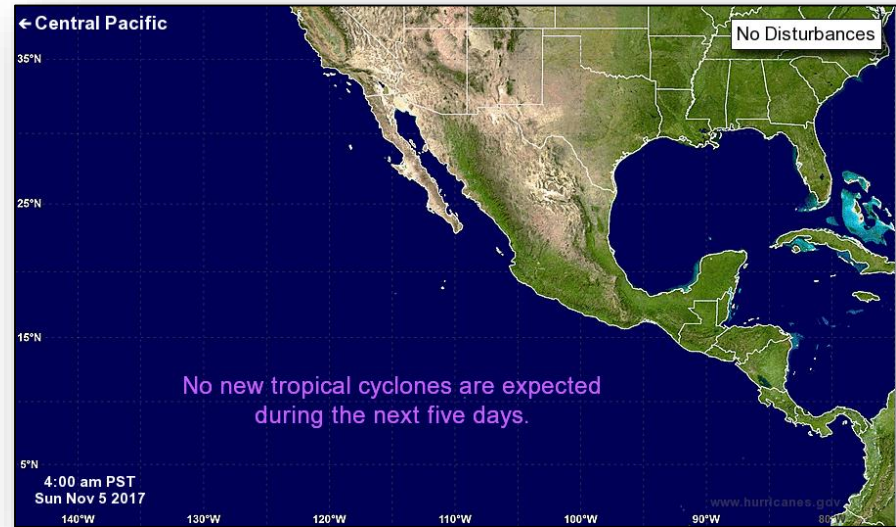 ← Central Pacific
No Disturbances
35°N
25°N
15°N
No new tropical cyclones are expected
during the next five days.
5°N
4:00 am PST
Sun Nov 5 2017
www.hurricanes.gov
140°W 130°W 120°W 110°W 100°W 90°W 80°W